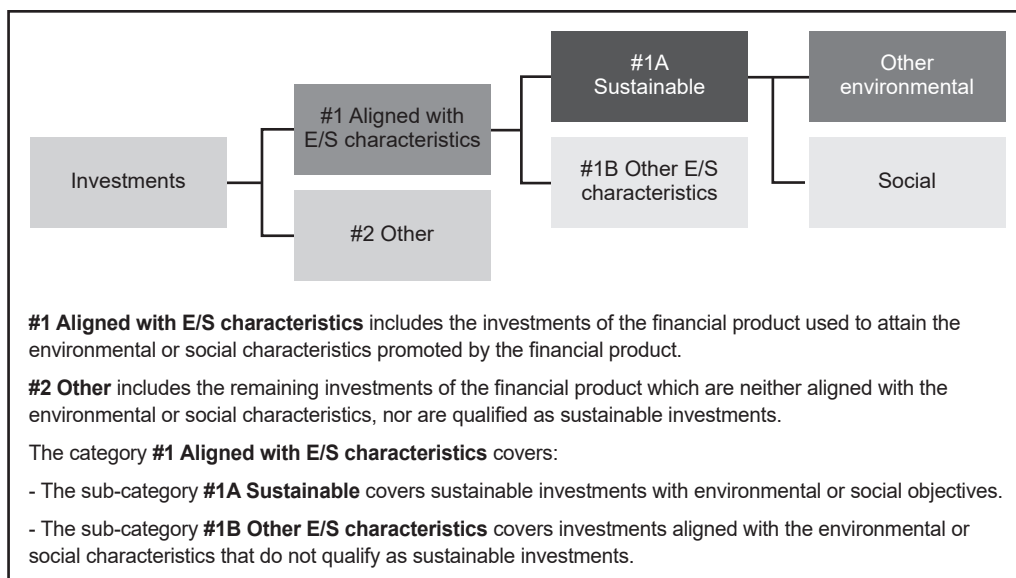 #1A
Sustainable
Other
environmental
#1 Aligned with
E/S characteristics
Investments
#1B Other E/S
characteristics
Social
#2 Other
#1 Aligned with E/S characteristics includes the investments of the financial product used to attain the
environmental or social characteristics promoted by the financial product.
#2 Other includes the remaining investments of the financial product which are neither aligned with the
environmental or social characteristics, nor are qualified as sustainable investments.
The category #1 Aligned with E/S characteristics covers:
- The sub-category #1A Sustainable covers sustainable investments with environmental or social objectives.
- The sub-category #1B Other E/S characteristics covers investments aligned with the environmental or
social characteristics that do not qualify as sustainable investments.